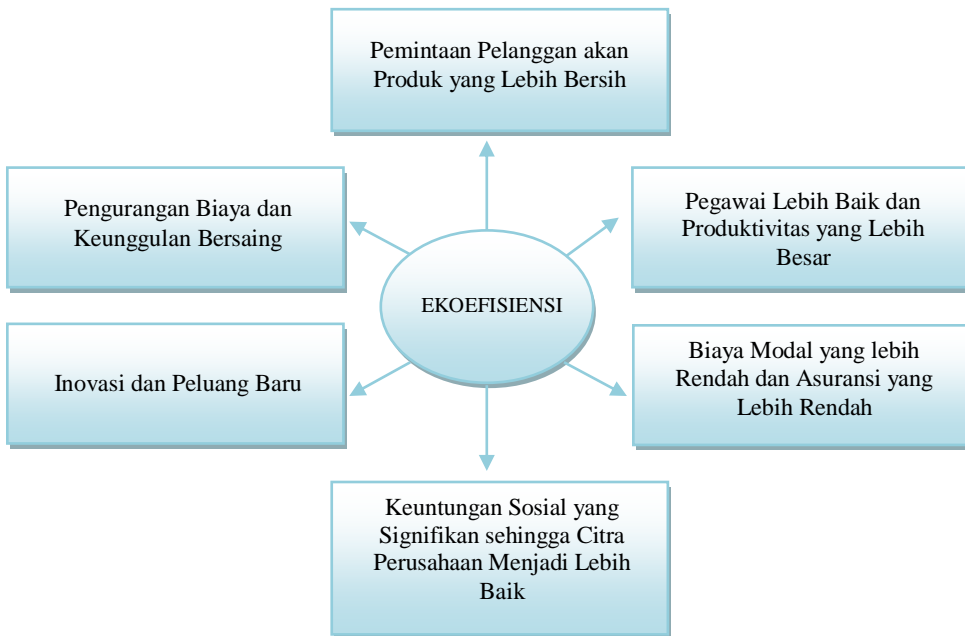 Pemintaan Pelanggan akan
Produk yang Lebih Bersih
Pengurangan Biaya dan
Keunggulan Bersaing
Pegawai Lebih Baik dan
Produktivitas yang Lebih
Besar
EKOEFISIENSI
Inovasi dan Peluang Baru
Biaya Modal yang lebih
Rendah dan Asuransi yang
Lebih Rendah
Keuntungan Sosial yang
Signifikan sehingga Citra
Perusahaan Menjadi Lebih
Baik